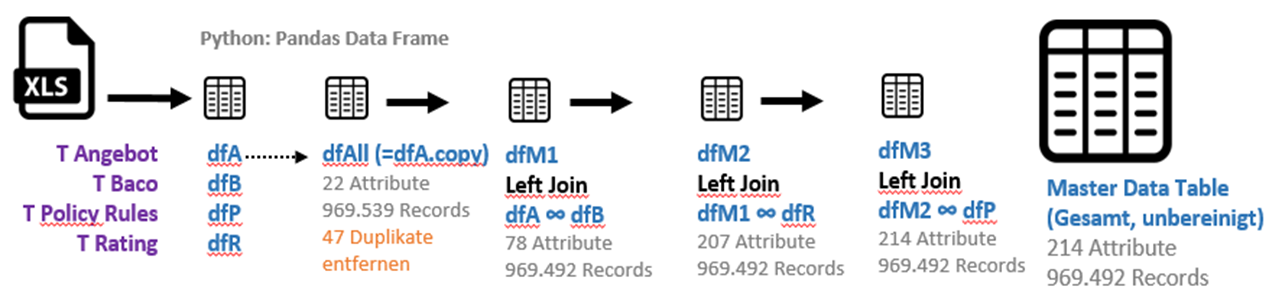 Python: Pandas Data Frame
XLS
T Angebot
T Baco
T Policy Rules
T Rating
dfA
dfB
dfP
dfR
dfAll (=dfA.copy)
22 Attribute
969.539 Records
47 Duplikate
entfernen
dfM1
Left Join
dfA ∞ dfB
78 Attribute
969.492 Records
dfM2
Left Join
dfM1 ∞ dfR
207 Attribute
969.492 Records
dfM3
Left Join
dfM2 ∞ dfP
214 Attribute
969.492 Records
Master Data Table
(Gesamt, unbereinigt)
214 Attribute
969.492 Records